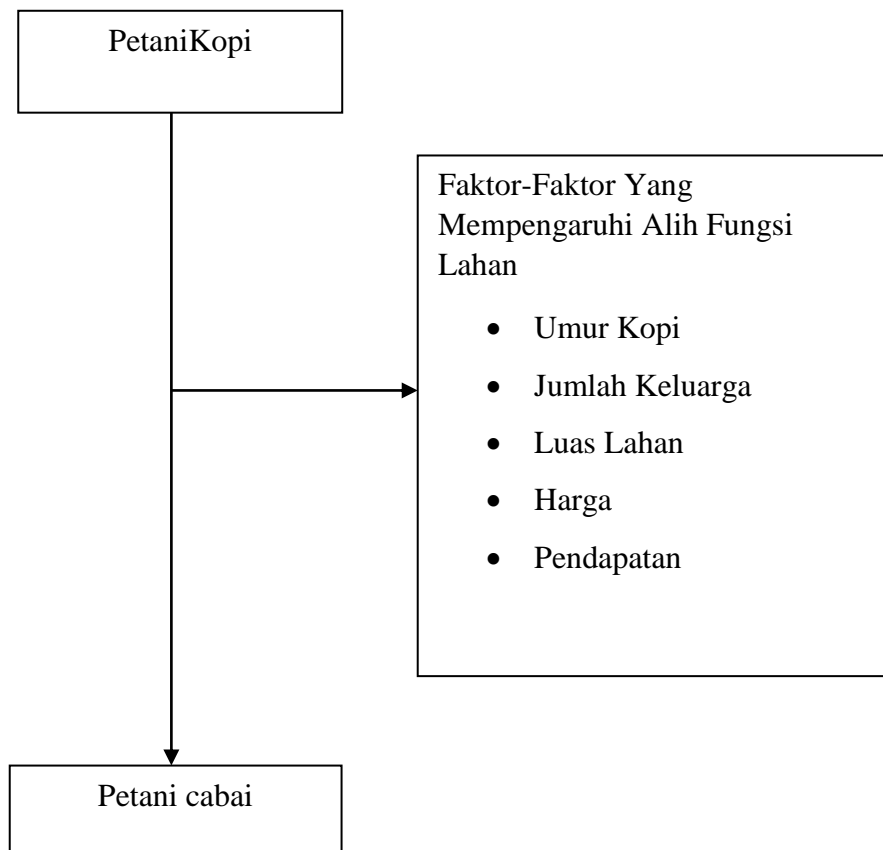 PetaniKopi
Faktor-Faktor Yang
Mempengaruhi Alih Fungsi
Lahan
• Umur Kopi
• Jumlah Keluarga
• Luas Lahan
• Harga
• Pendapatan
Petani cabai